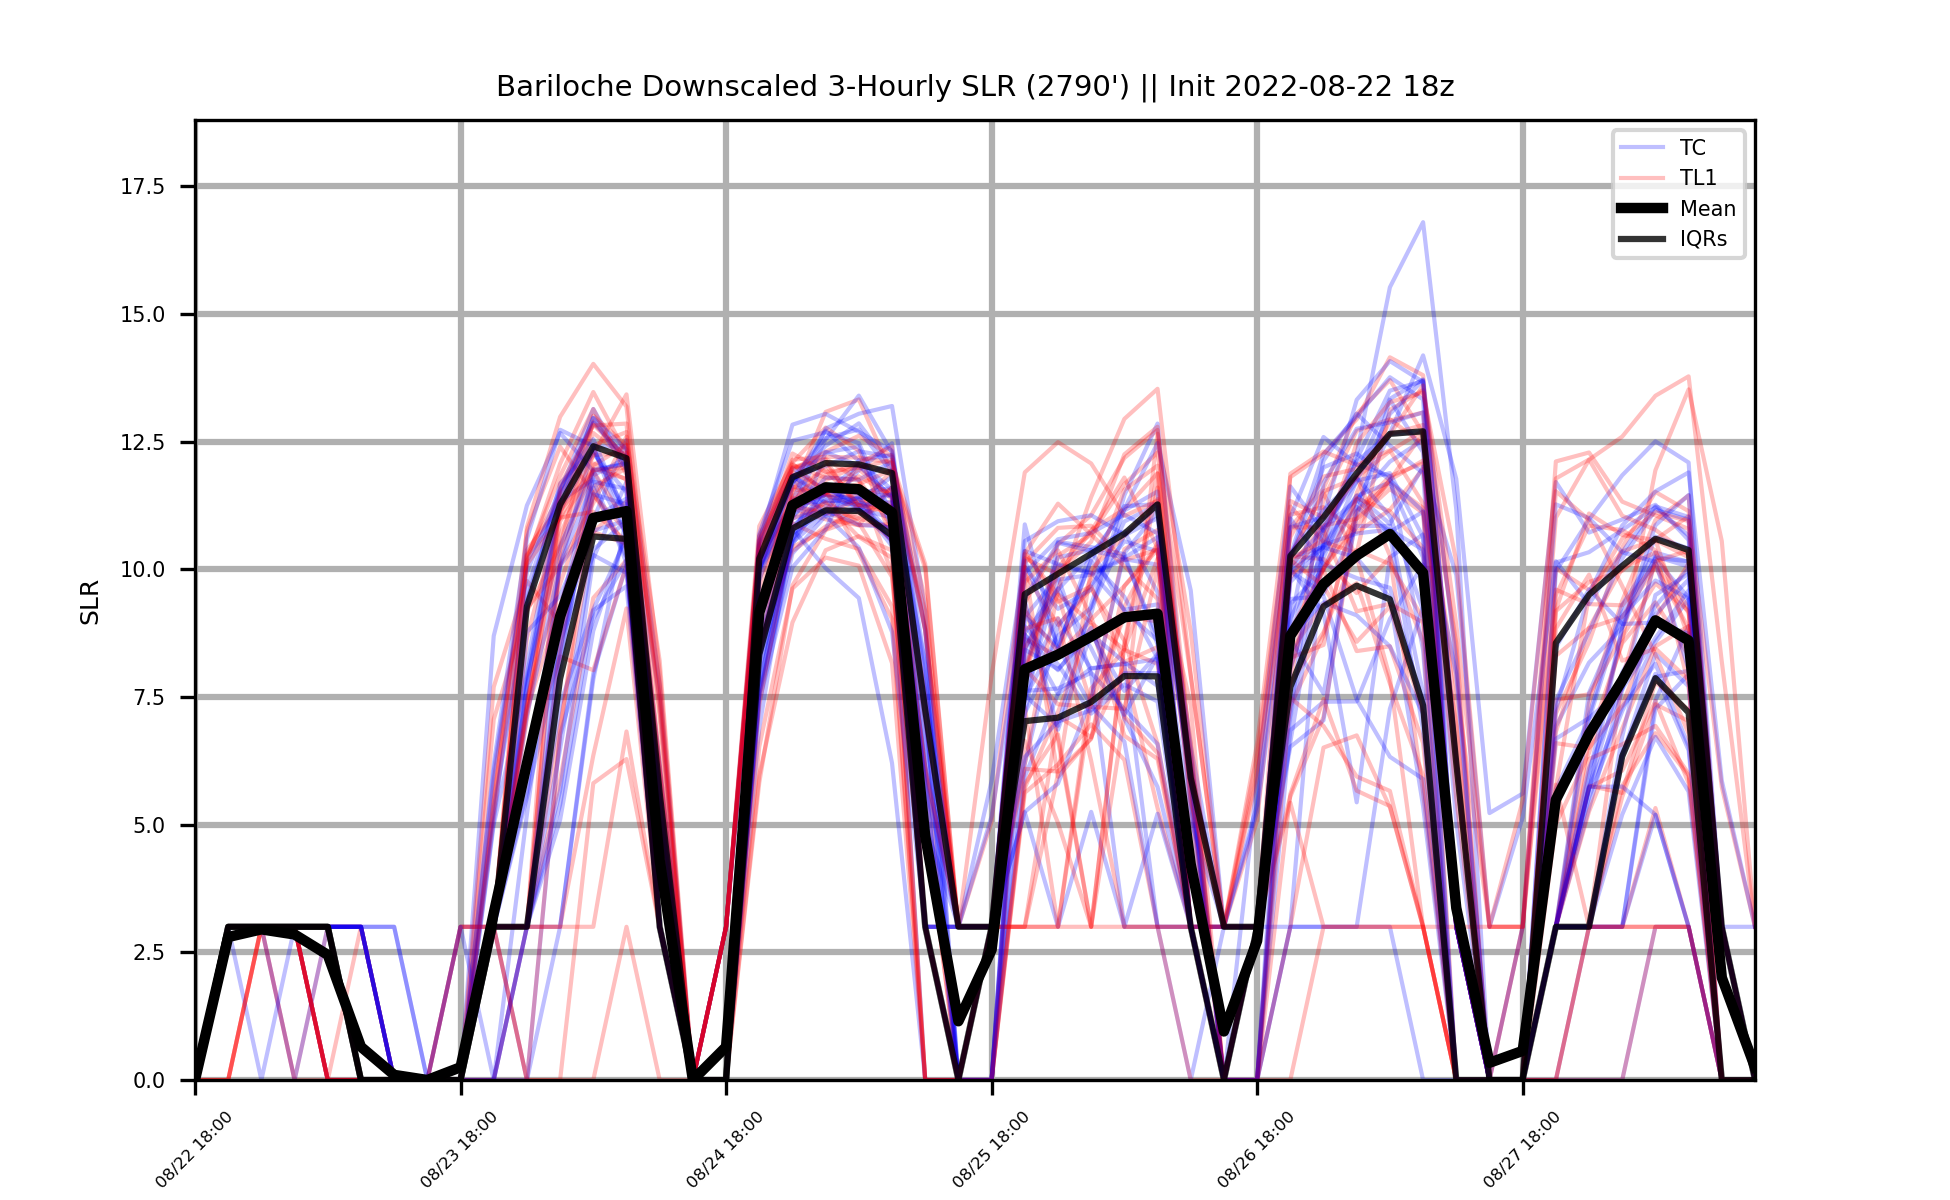 Bariloche Downscaled 3-Hourly SLR (2790') || Init 2022-08-22 18z
TC
TL1
Mean
IQRs
SLR
17.5
15.0
12.5
10.0
7.5
5.0
2.5
0.0
08/22 18:00
08/23 18:00
08/24 18:00
08/25 18:00
08/26 18:00
08/27 18:00